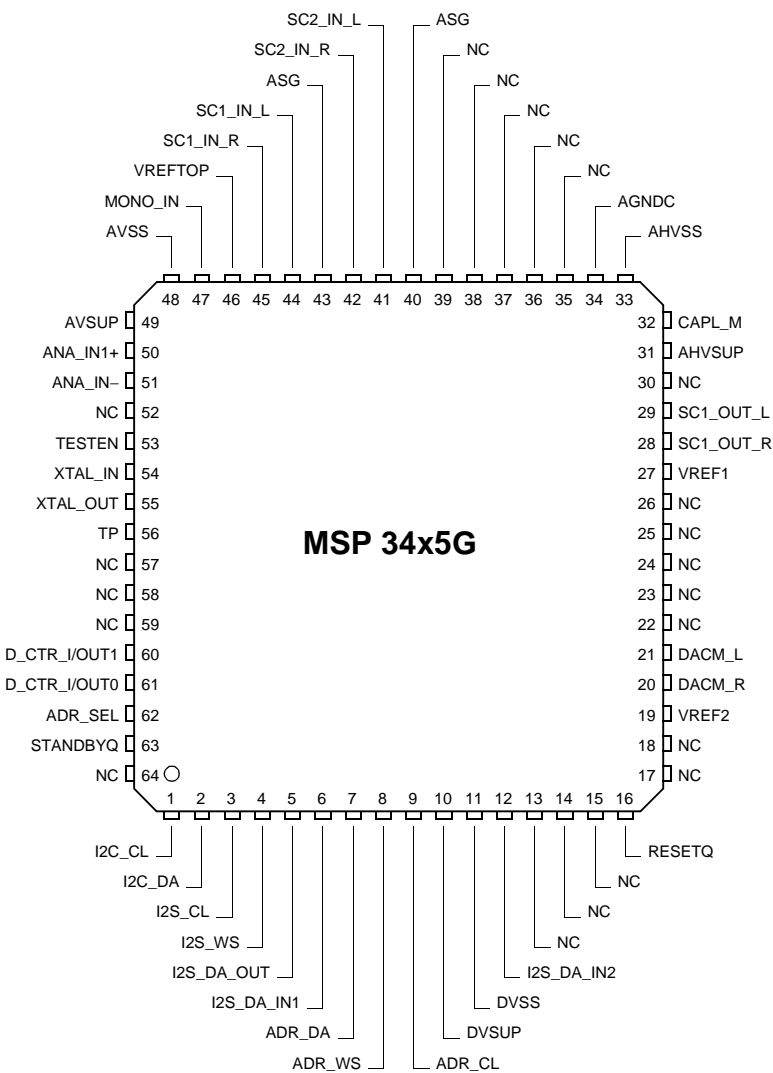 SC2_IN_L ASG
SC2_IN_R NC
ASG NC
SC1_IN_L NC
SC1_IN_R NC
VREFTOP NC
MONO_IN AGNDC
AVSS AHVSS
48 47 46 45 44 43 42 41 40 39 38 37 36 35 34 33
AVSUP 49 32 CAPL_M
ANA_IN1+ 50 31 AHVSUP
ANA_IN− 51 30 NC
NC 52 29 SC1_OUT_L
TESTEN 53 28 SC1_OUT_R
XTAL_IN 54 27 VREF1
XTAL_OUT 55 26 NC
TP 56 25 NC
MSP 34x5G
NC 57 24 NC
NC 58 23 NC
NC 59 22 NC
D_CTR_I/OUT1 60 21 DACM_L
D_CTR_I/OUT0 61 20 DACM_R
ADR_SEL 62 19 VREF2
STANDBYQ 63 18 NC
NC 64 17 NC
1 2 3 4 5 6 7 8 9 10 11 12 13 14 15 16
I2C_CL RESETQ
I2C_DA NC
I2S_CL NC
I2S_WS NC
I2S_DA_OUT I2S_DA_IN2
I2S_DA_IN1 DVSS
ADR_DA DVSUP
ADR_WS ADR_CL